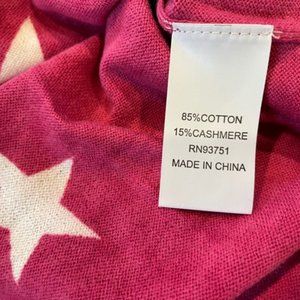 85%COTTON
15%CASHMERE
RN93751
MADE IN CHINA